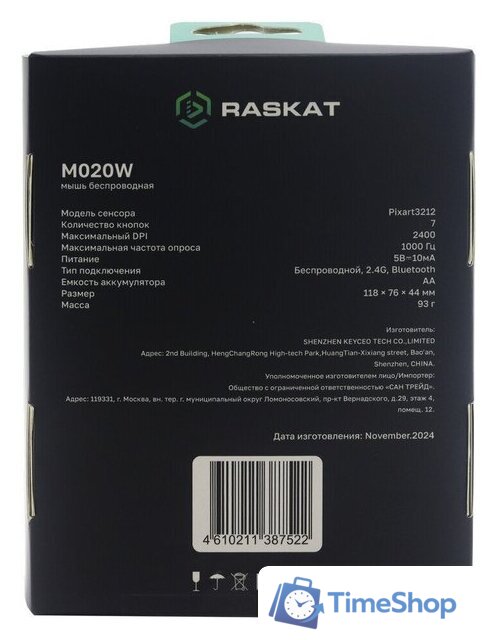 RASKAT
M020W
мышь беспроводная
Модель сенсора Pixart3212
Количество кнопок 7
Максимальный DPI 2400
Максимальная частота опроса 1000 Гц
Питание 5В=10мА
Тип подключения Беспроводной, 2.4G, Bluetooth
Емкость аккумулятора AA
Размер 118 × 76 × 44 мм
Масса 93 г
Изготовитель:
SHENZHEN KEYCEO TECH CO.,LIMITED
Адрес: 2nd Building, HengChangRong High-tech Park,HuangTian-Xixiang street, Bao'an,
Shenzhen, CHINA.
Уполномоченное изготовителем лицо/Импортер:
Общество с ограниченной ответственностью «САН ТРЕЙД».
Адрес: 119331, г. Москва, вн. тер. г. муниципальный округ Ломоносовский, пр-кт Вернадского, д.29, этаж 4,
помещ. 12.
Дата изготовления: November.2024
4 610211 387522
TimeShop